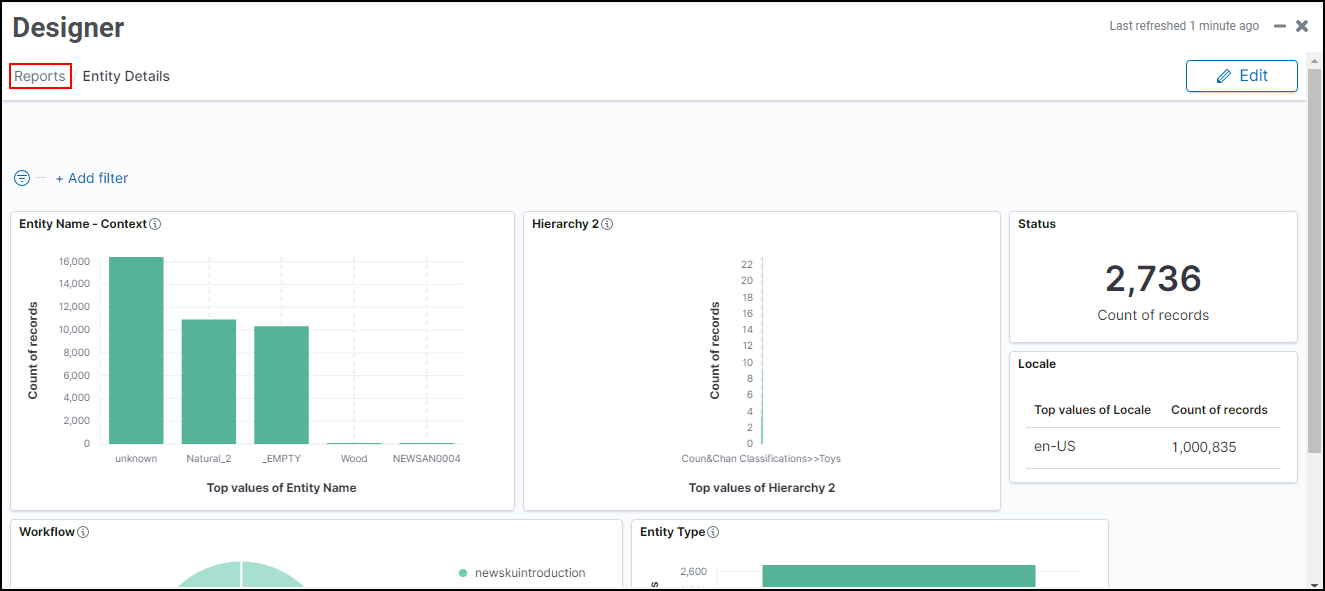 Designer
Last refreshed 1 minute ago
Reports / Entity Details
Edit
+ Add filter
Entity Name - Context
16,000
14,000
12,000
10,000
8,000
6,000
4,000
2,000
0
Count of records
unknown Natural_2 _EMPTY Wood NEWSAN0004
Top values of Entity Name
Hierarchy 2
22
20
18
16
14
12
10
8
6
4
2
0
Count of records
Coun&Chan Classifications>>Toys
Top values of Hierarchy 2
Status
2,736
Count of records
Locale
Top values of Locale Count of records
en-US 1,000,835
Workflow
newskuintroduction
Entity Type
2,600